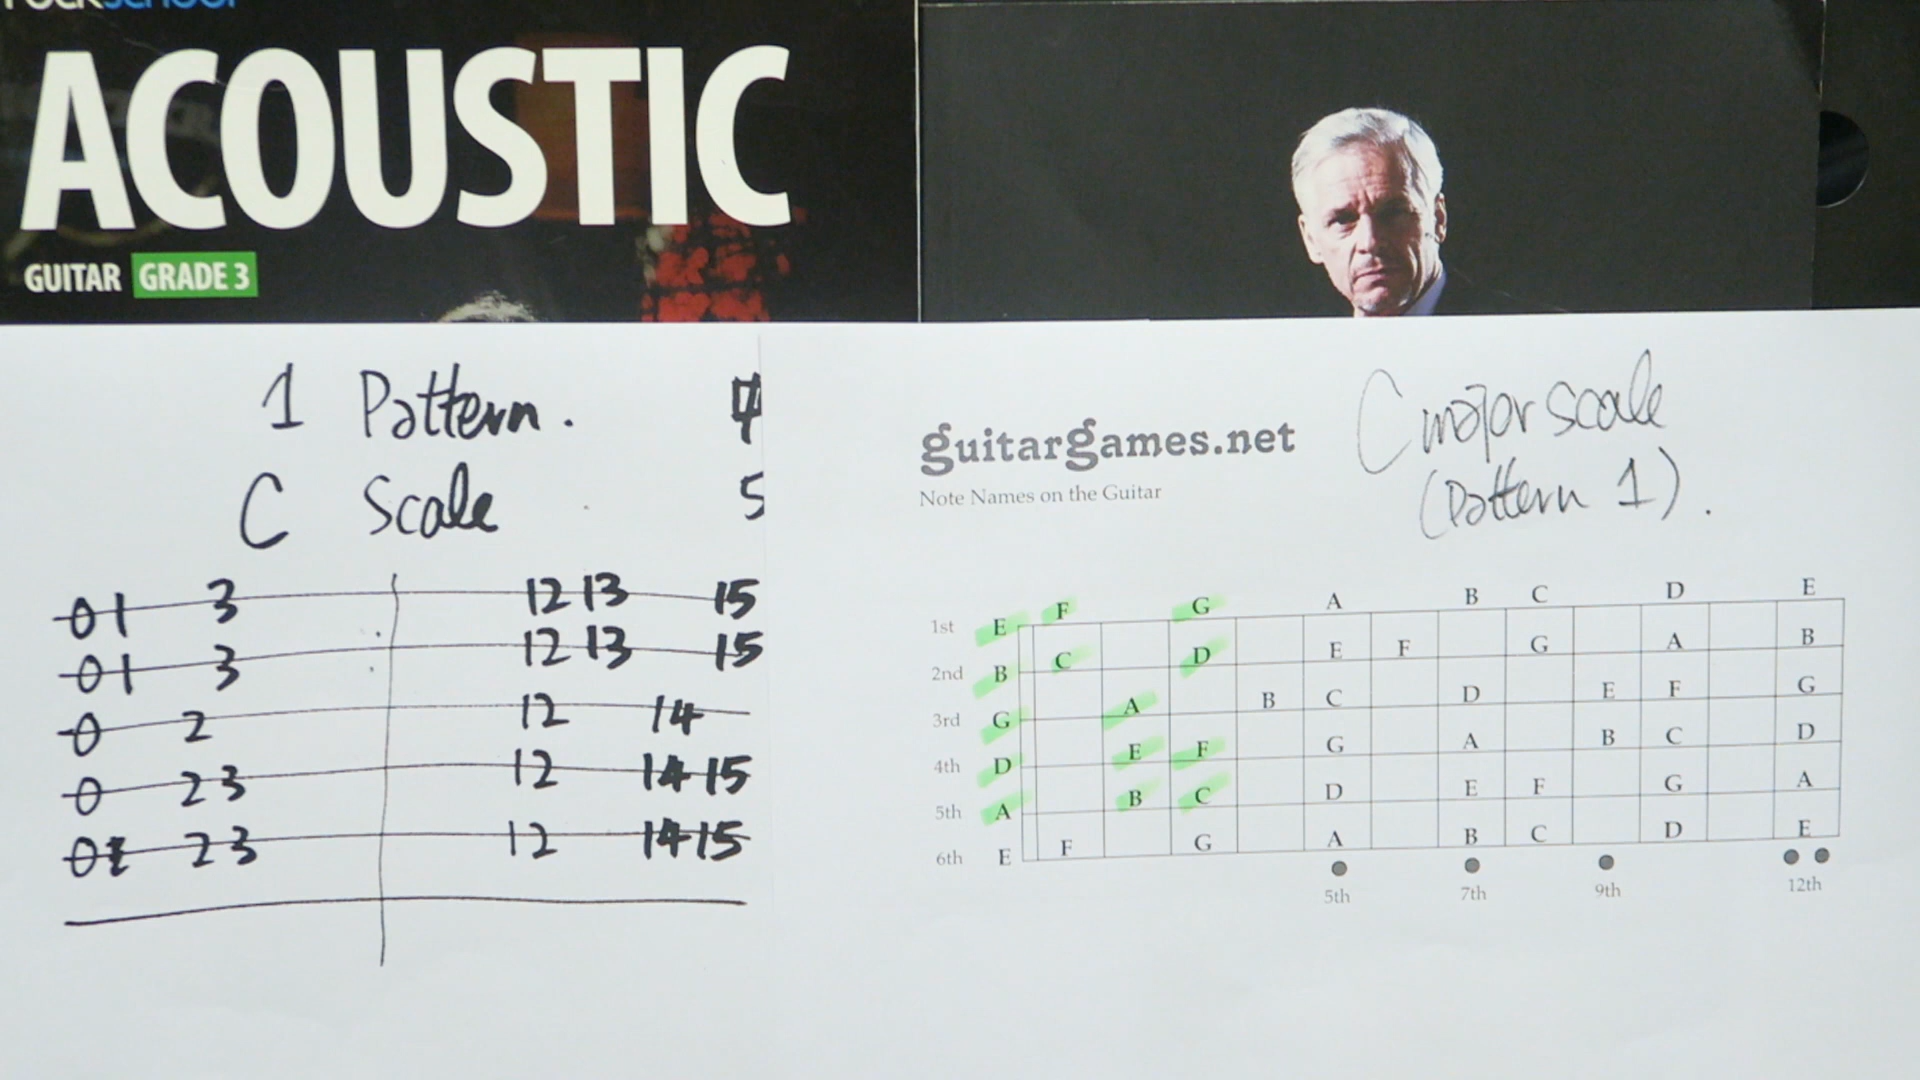 ROCKSCHOOL
ACOUSTIC
GUITAR GRADE 3
1 Pattern.
C Scale 5
0 1 3 12 13 15
0 1 3 12 13 15
0 2 12 14
0 2 3 12 14 15
0 2 3 12 14 15
C major scale
(Pattern 1).
guitargames.net
Note Names on the Guitar
1st E F G A B C D E
2nd B C D E F G A B
3rd G A B C D E F G
4th D E F G A B C D
5th A B C D E F G A
6th E F G A B C D E
5th 7th 9th 12th